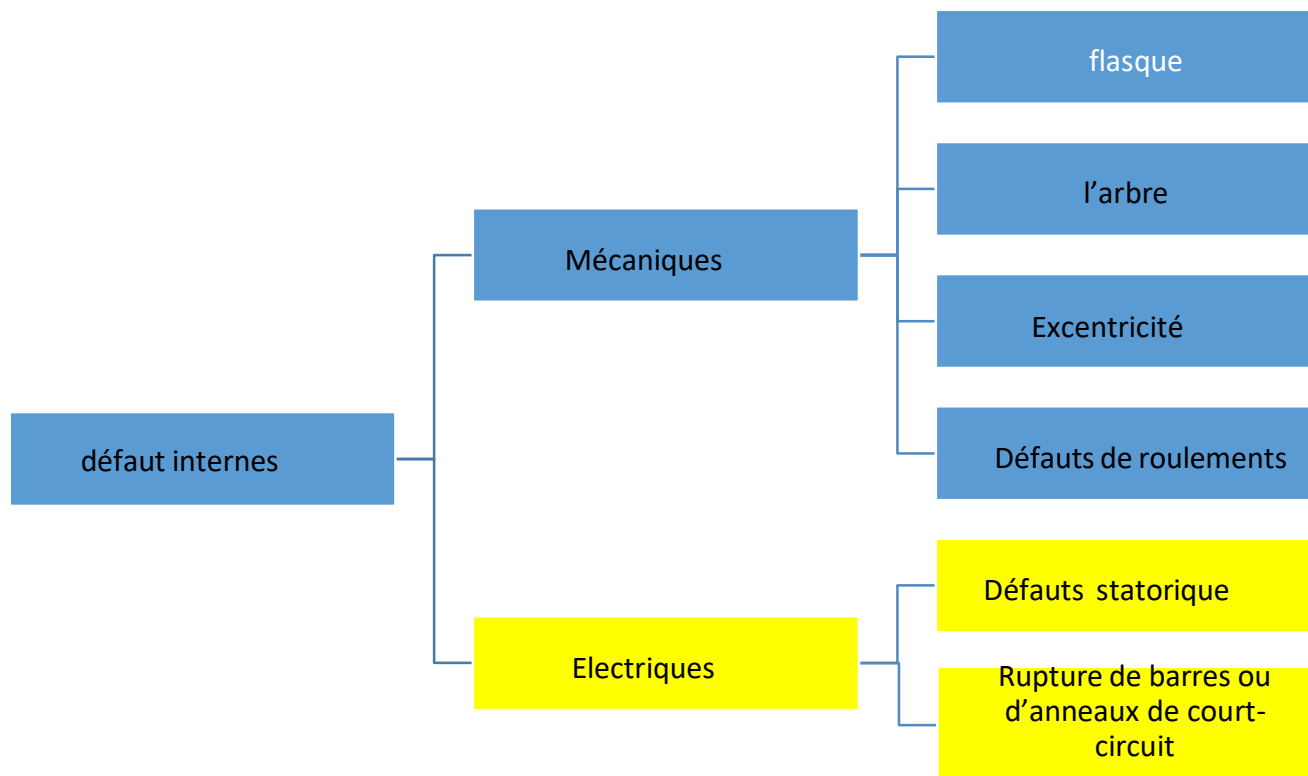 flasque
l’arbre
Mécaniques
Excentricité
défaut internes
Défauts de roulements
Défauts statorique
Electriques
Rupture de barres ou
d’anneaux de court-
circuit